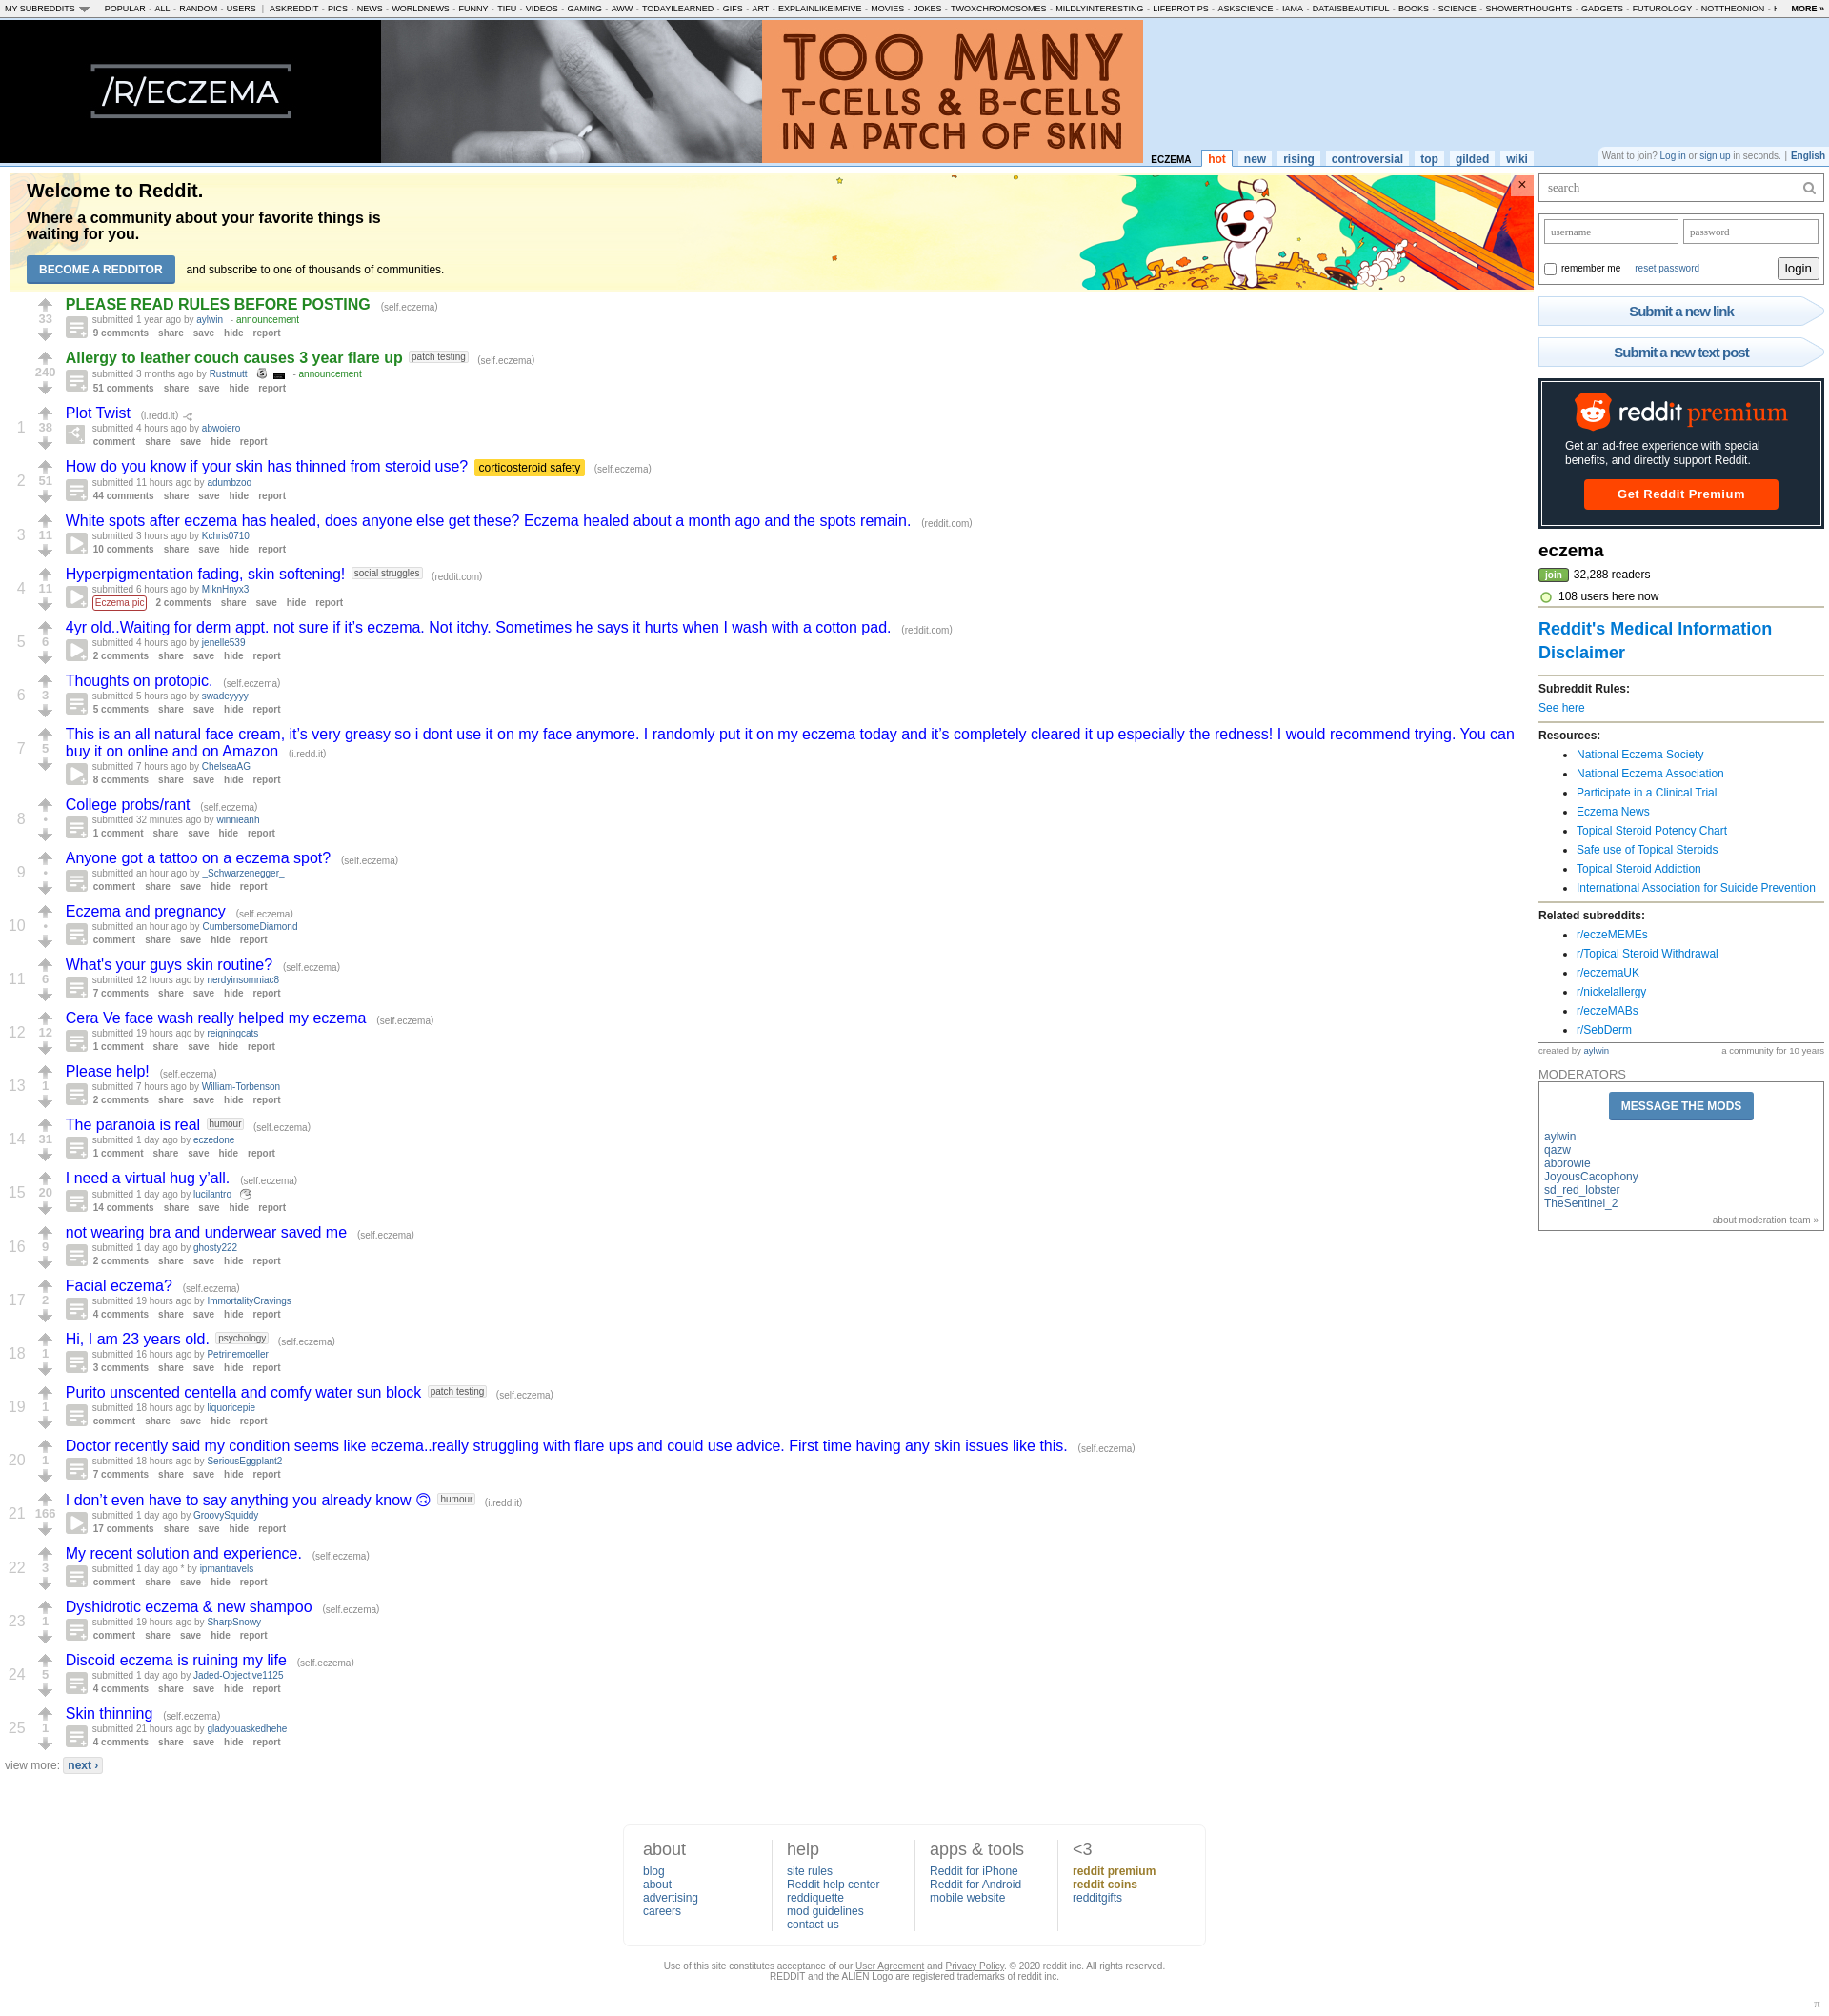 MY SUBREDDITS POPULAR - ALL - RANDOM - USERS | ASKREDDIT - PICS - NEWS - WORLDNEWS - FUNNY - TIFU - VIDEOS - GAMING - AWW - TODAYILEARNED - GIFS - ART - EXPLAINLIKEIMFIVE - MOVIES - JOKES - TWOXCHROMOSOMES - MILDLYINTERESTING - LIFEPROTIPS - ASKSCIENCE - IAMA - DATAISBEAUTIFUL - BOOKS - SCIENCE - SHOWERTHOUGHTS - GADGETS - FUTUROLOGY - NOTTHEONION - MORE »
/R/ECZEMA
TOO MANY
T-CELLS & B-CELLS
IN A PATCH OF SKIN
ECZEMA hot new rising controversial top gilded wiki
Want to join? Log in or sign up in seconds. | English
Welcome to Reddit.
Where a community about your favorite things is
waiting for you.
BECOME A REDDITOR and subscribe to one of thousands of communities.
×
33
PLEASE READ RULES BEFORE POSTING (self.eczema)
submitted 1 year ago by aylwin - announcement
9 comments share save hide report
240
Allergy to leather couch causes 3 year flare up patch testing (self.eczema)
submitted 3 months ago by Rustmutt - announcement
51 comments share save hide report
1 38
Plot Twist (i.redd.it)
submitted 4 hours ago by abwoiero
comment share save hide report
2 51
How do you know if your skin has thinned from steroid use? corticosteroid safety (self.eczema)
submitted 11 hours ago by adumbzoo
44 comments share save hide report
3 11
White spots after eczema has healed, does anyone else get these? Eczema healed about a month ago and the spots remain. (reddit.com)
submitted 3 hours ago by Kchris0710
10 comments share save hide report
4 11
Hyperpigmentation fading, skin softening! social struggles (reddit.com)
submitted 6 hours ago by MlknHnyx3
Eczema pic 2 comments share save hide report
5 6
4yr old..Waiting for derm appt. not sure if it’s eczema. Not itchy. Sometimes he says it hurts when I wash with a cotton pad. (reddit.com)
submitted 4 hours ago by jenelle539
2 comments share save hide report
6 3
Thoughts on protopic. (self.eczema)
submitted 5 hours ago by swadeyyyy
5 comments share save hide report
7 5
This is an all natural face cream, it’s very greasy so i dont use it on my face anymore. I randomly put it on my eczema today and it’s completely cleared it up especially the redness! I would recommend trying. You can
buy it on online and on Amazon (i.redd.it)
submitted 7 hours ago by ChelseaAG
8 comments share save hide report
8 •
College probs/rant (self.eczema)
submitted 32 minutes ago by winnieanh
1 comment share save hide report
9 •
Anyone got a tattoo on a eczema spot? (self.eczema)
submitted an hour ago by _Schwarzenegger_
comment share save hide report
10 •
Eczema and pregnancy (self.eczema)
submitted an hour ago by CumbersomeDiamond
comment share save hide report
11 6
What's your guys skin routine? (self.eczema)
submitted 12 hours ago by nerdyinsomniac8
7 comments share save hide report
12 12
Cera Ve face wash really helped my eczema (self.eczema)
submitted 19 hours ago by reigningcats
1 comment share save hide report
13 1
Please help! (self.eczema)
submitted 7 hours ago by William-Torbenson
2 comments share save hide report
14 31
The paranoia is real humour (self.eczema)
submitted 1 day ago by eczedone
1 comment share save hide report
15 20
I need a virtual hug y’all. (self.eczema)
submitted 1 day ago by lucilantro
14 comments share save hide report
16 9
not wearing bra and underwear saved me (self.eczema)
submitted 1 day ago by ghosty222
2 comments share save hide report
17 2
Facial eczema? (self.eczema)
submitted 19 hours ago by ImmortalityCravings
4 comments share save hide report
18 1
Hi, I am 23 years old. psychology (self.eczema)
submitted 16 hours ago by Petrinemoeller
3 comments share save hide report
19 1
Purito unscented centella and comfy water sun block patch testing (self.eczema)
submitted 18 hours ago by liquoricepie
comment share save hide report
20 1
Doctor recently said my condition seems like eczema..really struggling with flare ups and could use advice. First time having any skin issues like this. (self.eczema)
submitted 18 hours ago by SeriousEggplant2
7 comments share save hide report
21 166
I don’t even have to say anything you already know 🙃 humour (i.redd.it)
submitted 1 day ago by GroovySquiddy
17 comments share save hide report
22 3
My recent solution and experience. (self.eczema)
submitted 1 day ago * by ipmantravels
comment share save hide report
23 1
Dyshidrotic eczema & new shampoo (self.eczema)
submitted 19 hours ago by SharpSnowy
comment share save hide report
24 5
Discoid eczema is ruining my life (self.eczema)
submitted 1 day ago by Jaded-Objective1125
4 comments share save hide report
25 1
Skin thinning (self.eczema)
submitted 21 hours ago by gladyouaskedhehe
4 comments share save hide report
view more: next ›
search
username password
remember me reset password login
Submit a new link
Submit a new text post
reddit premium
Get an ad-free experience with special
benefits, and directly support Reddit.
Get Reddit Premium
eczema
join 32,288 readers
108 users here now
Reddit's Medical Information
Disclaimer
Subreddit Rules:
See here
Resources:
• National Eczema Society
• National Eczema Association
• Participate in a Clinical Trial
• Eczema News
• Topical Steroid Potency Chart
• Safe use of Topical Steroids
• Topical Steroid Addiction
• International Association for Suicide Prevention
Related subreddits:
• r/eczeMEMEs
• r/Topical Steroid Withdrawal
• r/eczemaUK
• r/nickelallergy
• r/eczeMABs
• r/SebDerm
created by aylwin a community for 10 years
MODERATORS
MESSAGE THE MODS
aylwin
qazw
aborowie
JoyousCacophony
sd_red_lobster
TheSentinel_2
about moderation team »
about
blog
about
advertising
careers
help
site rules
Reddit help center
reddiquette
mod guidelines
contact us
apps & tools
Reddit for iPhone
Reddit for Android
mobile website
<3
reddit premium
reddit coins
redditgifts
Use of this site constitutes acceptance of our User Agreement and Privacy Policy. © 2020 reddit inc. All rights reserved.
REDDIT and the ALIEN Logo are registered trademarks of reddit inc.
π